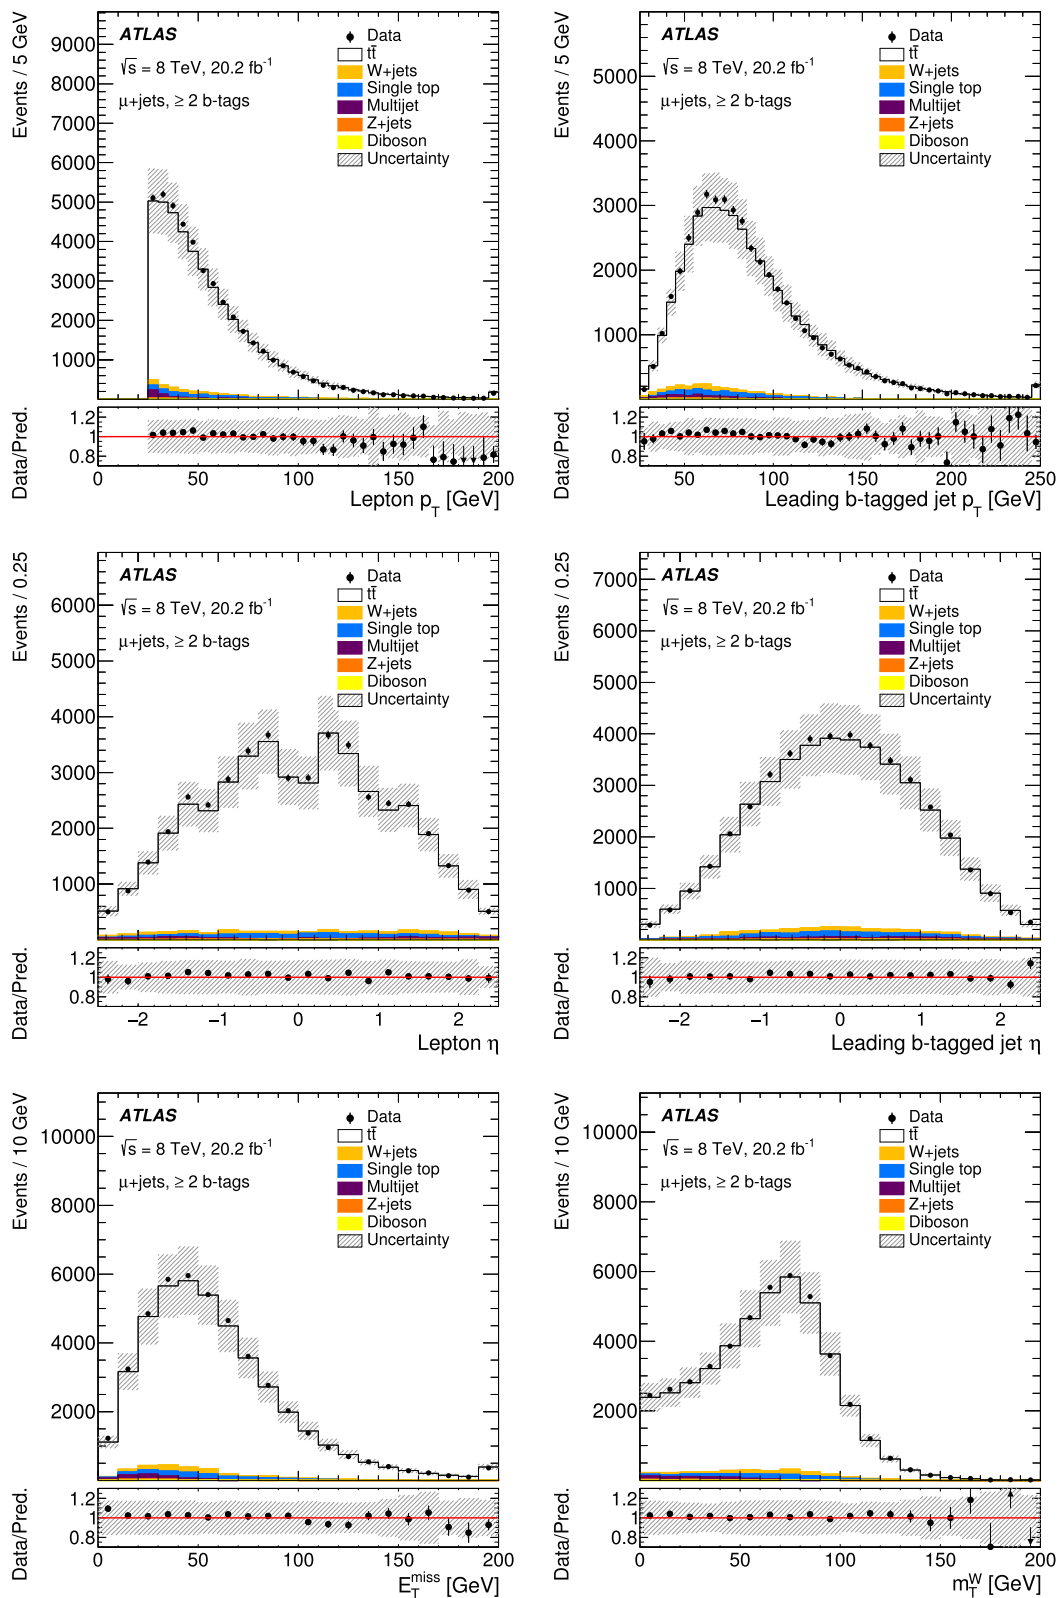 Events / 5 GeV
ATLAS
√s = 8 TeV, 20.2 fb⁻¹
μ+jets, ≥ 2 b-tags
Data
tt̄
W+jets
Single top
Multijet
Z+jets
Diboson
Uncertainty
9000
8000
7000
6000
5000
4000
3000
2000
1000
Data/Pred.
1.2
1
0.8
0 50 100 150 200
Lepton p_T [GeV]
Events / 5 GeV
ATLAS
√s = 8 TeV, 20.2 fb⁻¹
μ+jets, ≥ 2 b-tags
Data
tt̄
W+jets
Single top
Multijet
Z+jets
Diboson
Uncertainty
5000
4000
3000
2000
1000
Data/Pred.
1.2
1
0.8
50 100 150 200 250
Leading b-tagged jet p_T [GeV]
Events / 0.25
ATLAS
√s = 8 TeV, 20.2 fb⁻¹
μ+jets, ≥ 2 b-tags
Data
tt̄
W+jets
Single top
Multijet
Z+jets
Diboson
Uncertainty
6000
5000
4000
3000
2000
1000
Data/Pred.
1.2
1
0.8
−2 −1 0 1 2
Lepton η
Events / 0.25
ATLAS
√s = 8 TeV, 20.2 fb⁻¹
μ+jets, ≥ 2 b-tags
Data
tt̄
W+jets
Single top
Multijet
Z+jets
Diboson
Uncertainty
7000
6000
5000
4000
3000
2000
1000
Data/Pred.
1.2
1
0.8
−2 −1 0 1 2
Leading b-tagged jet η
Events / 10 GeV
ATLAS
√s = 8 TeV, 20.2 fb⁻¹
μ+jets, ≥ 2 b-tags
Data
tt̄
W+jets
Single top
Multijet
Z+jets
Diboson
Uncertainty
10000
8000
6000
4000
2000
Data/Pred.
1.2
1
0.8
0 50 100 150 200
E_T^miss [GeV]
Events / 10 GeV
ATLAS
√s = 8 TeV, 20.2 fb⁻¹
μ+jets, ≥ 2 b-tags
Data
tt̄
W+jets
Single top
Multijet
Z+jets
Diboson
Uncertainty
10000
8000
6000
4000
2000
Data/Pred.
1.2
1
0.8
0 50 100 150 200
m_T^W [GeV]